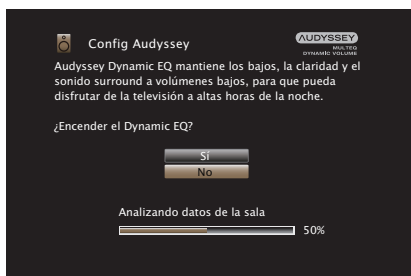 Config Audyssey
AUDYSSEY
MULTEQ
DYNAMIC VOLUME
Audyssey Dynamic EQ mantiene los bajos, la claridad y el
sonido surround a volúmenes bajos, para que pueda
disfrutar de la televisión a altas horas de la noche.
¿Encender el Dynamic EQ?
Sí
No
Analizando datos de la sala
50%